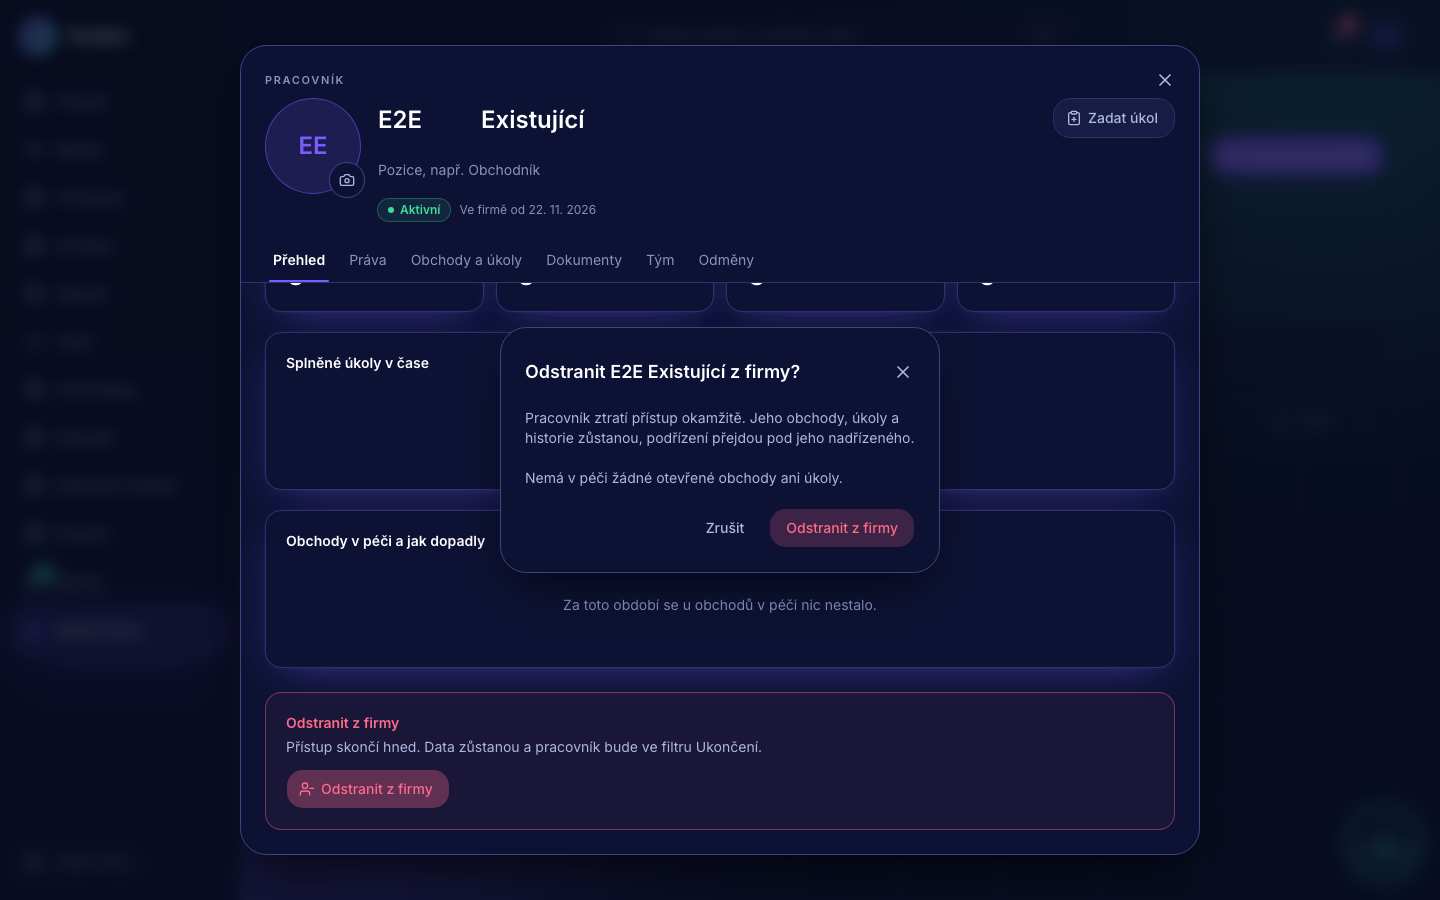 PRACOVNÍK
EE
E2E Existující
Zadat úkol
Pozice, např. Obchodník
Aktivní
Ve firmě od 22. 11. 2026
Přehled Práva Obchody a úkoly Dokumenty Tým Odměny
Splněné úkoly v čase
Odstranit E2E Existující z firmy?
Pracovník ztratí přístup okamžitě. Jeho obchody, úkoly a
historie zůstanou, podřízení přejdou pod jeho nadřízeného.
Nemá v péči žádné otevřené obchody ani úkoly.
Zrušit Odstranit z firmy
Obchody v péči a jak dopadly
Za toto období se u obchodů v péči nic nestalo.
Odstranit z firmy
Přístup skončí hned. Data zůstanou a pracovník bude ve filtru Ukončení.
Odstranit z firmy